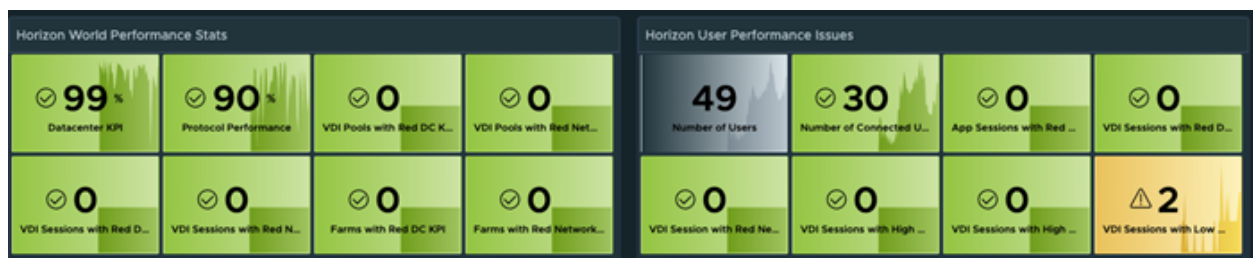 Horizon World Performance Stats
99 %
Datacenter KPI
90 %
Protocol Performance
0
VDI Pools with Red DC K...
0
VDI Pools with Red Net...
0
VDI Sessions with Red D...
0
VDI Sessions with Red N...
0
Farms with Red DC KPI
0
Farms with Red Network...
Horizon User Performance Issues
49
Number of Users
30
Number of Connected U...
0
App Sessions with Red ...
0
VDI Sessions with Red D...
0
VDI Session with Red Ne...
0
VDI Sessions with High ...
0
VDI Sessions with High ...
2
VDI Sessions with Low ...